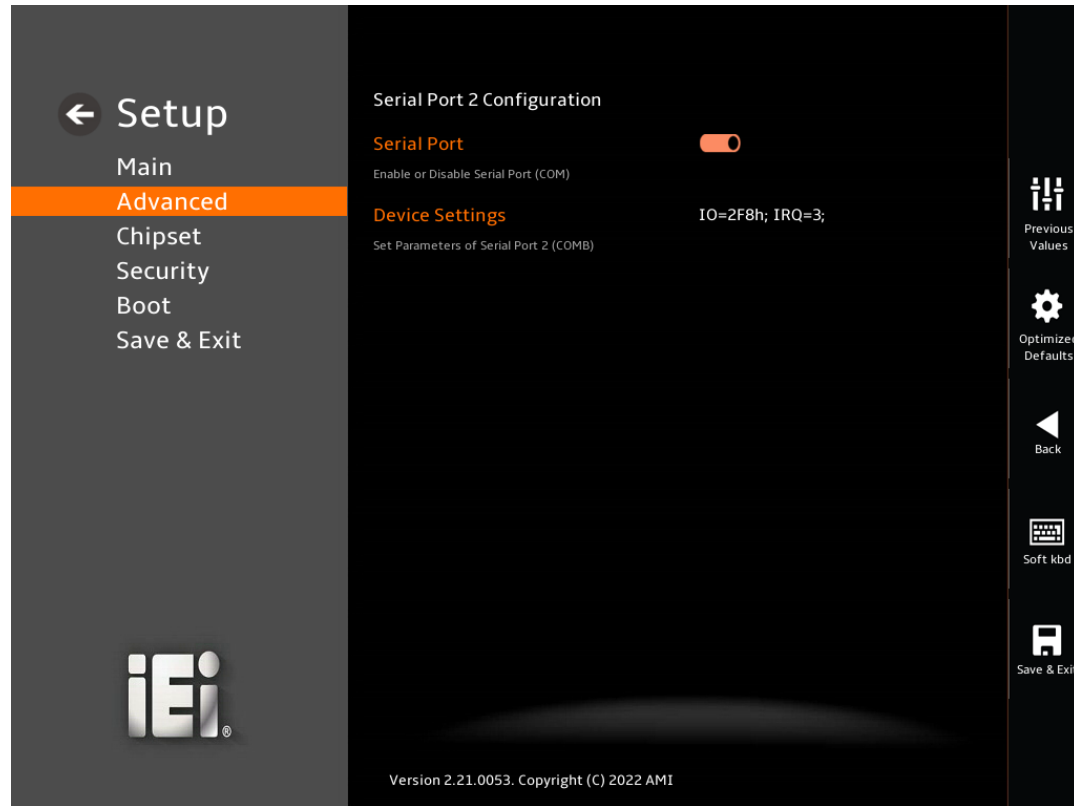 Setup
Main
Advanced
Chipset
Security
Boot
Save & Exit
iEi®
Serial Port 2 Configuration
Serial Port
Enable or Disable Serial Port (COM)
Device Settings IO=2F8h; IRQ=3;
Set Parameters of Serial Port 2 (COMB)
Version 2.21.0053. Copyright (C) 2022 AMI
Previous
Values
Optimized
Defaults
Back
Soft kbd
Save & Exit